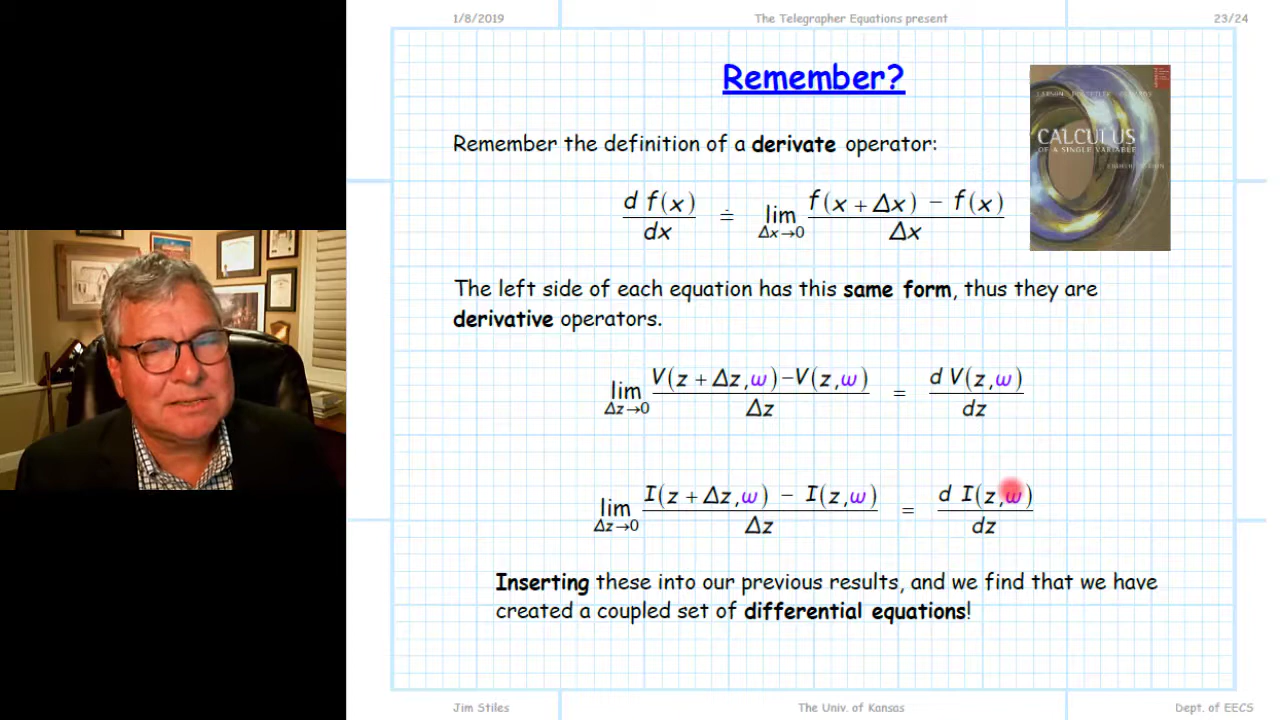 1/8/2019 The Telegrapher Equations present 23/24
Remember?
CALCULUS
OF A SINGLE VARIABLE
Remember the definition of a derivate operator:
d f(x)/dx ≐ lim Δx→0 f(x + Δx) − f(x)/Δx
The left side of each equation has this same form, thus they are
derivative operators.
lim Δz→0 V(z + Δz,ω)−V(z,ω)/Δz = d V(z,ω)/dz
lim Δz→0 I(z + Δz,ω) − I(z,ω)/Δz = d I(z,ω)/dz
Inserting these into our previous results, and we find that we have
created a coupled set of differential equations!
Jim Stiles The Univ. of Kansas Dept. of EECS